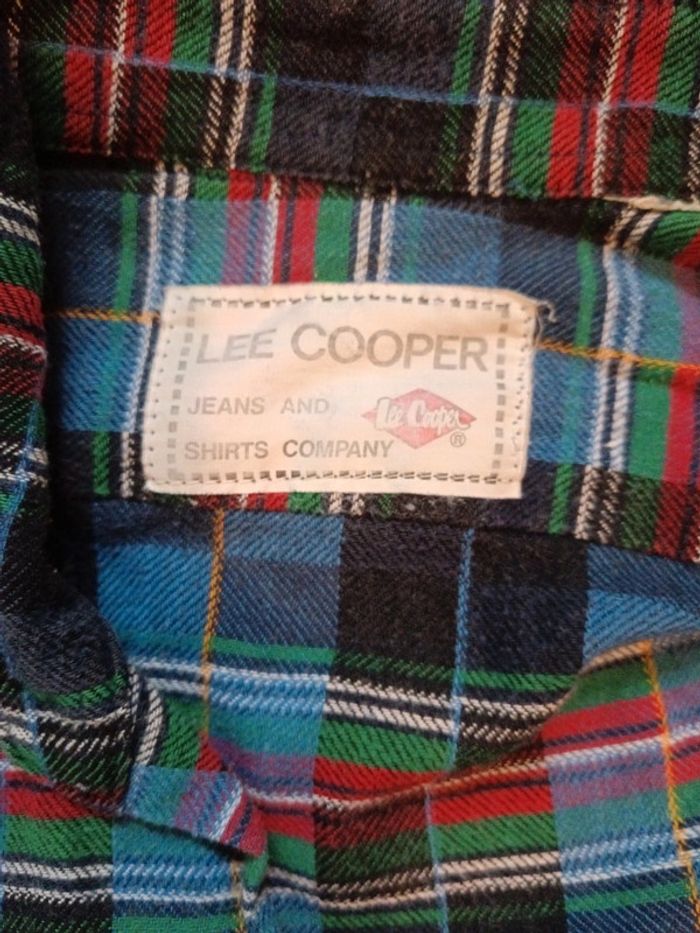 LEE COOPER
JEANS AND
Lee Cooper
®
SHIRTS COMPANY